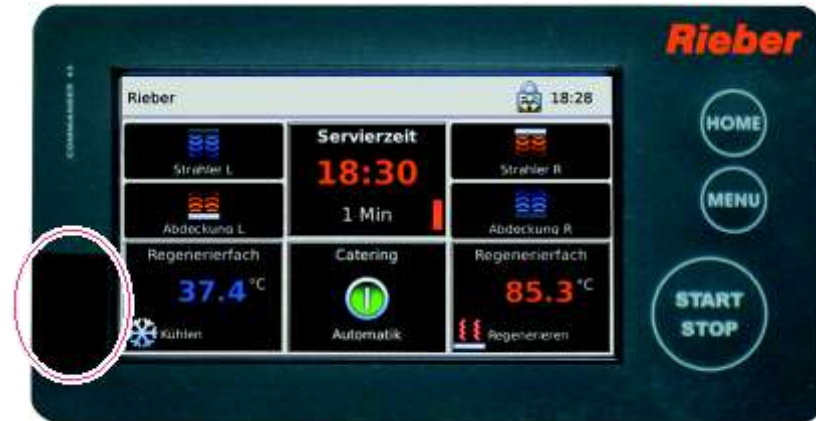 Rieber
COMMANDER
Rieber 18:28
Strahler L
Servierzeit
18:30
1 Min
Strahler R
Abdeckung L
Abdeckung R
Regenerierfach
37.4°C
Kühlen
Catering
Automatik
Regenerierfach
85.3°C
Regenerieren
HOME
MENU
START
STOP